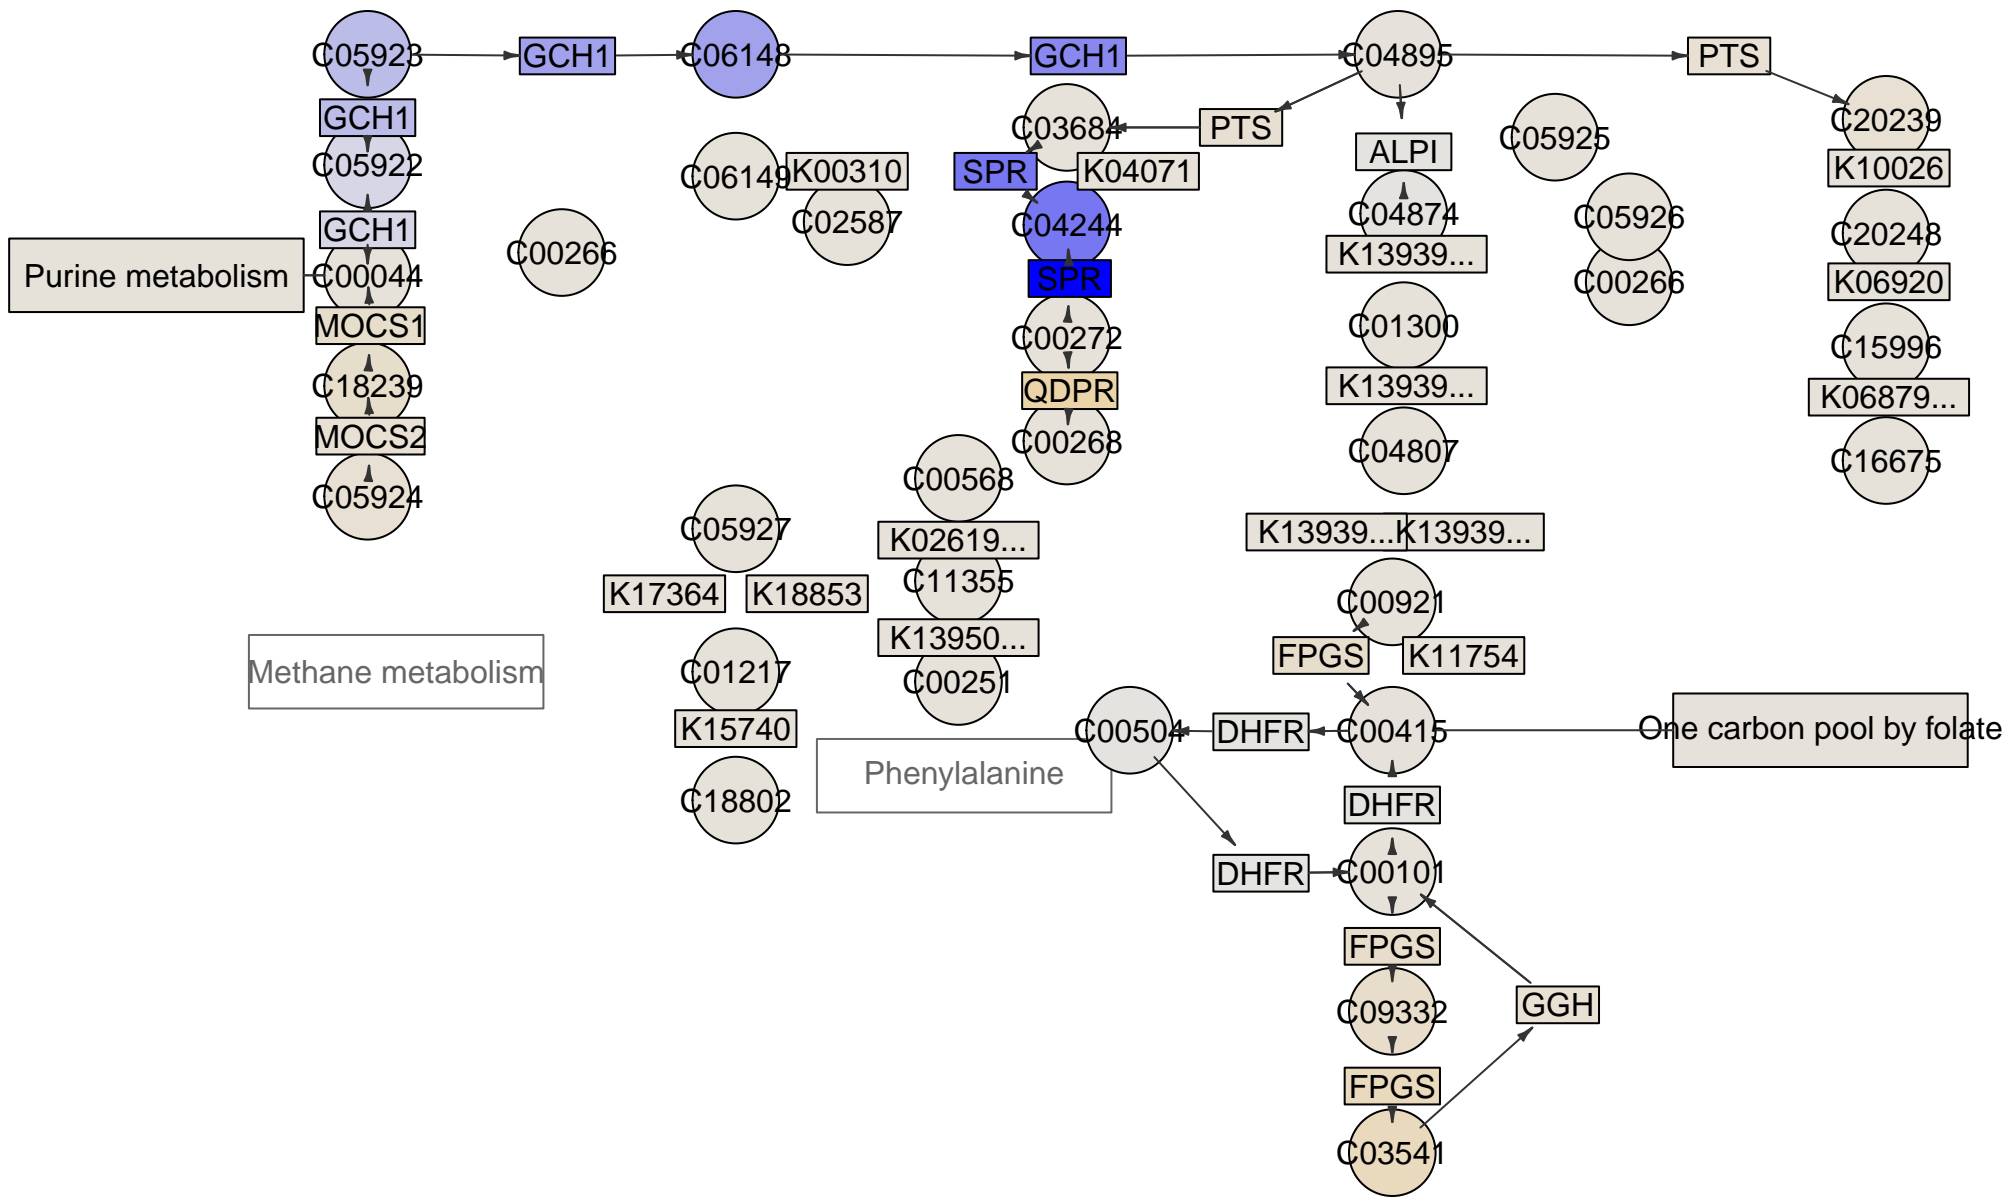 C05923
GCH1
C06148
GCH1
C04895
PTS
GCH1
C03684
PTS
C05925
C20239
ALPI
C05922
C06149
K00310
SPR
K04071
K10026
GCH1
C00266
C02587
C04244
C04874
C05926
C20248
K13939...
Purine metabolism
C00044
SPR
C00266
K06920
MOCS1
C00272
C01300
C15996
C18239
QDPR
K13939...
K06879...
MOCS2
C00268
C04807
C16675
C05924
C00568
C05927
K02619...
K13939...
K13939...
K17364
K18853
C11355
C00921
K13950...
FPGS
K11754
Methane metabolism
C01217
C00251
K15740
C00504
DHFR
C00415
One carbon pool by folate
Phenylalanine
C18802
DHFR
DHFR
C00101
FPGS
C09332
GGH
FPGS
C03541